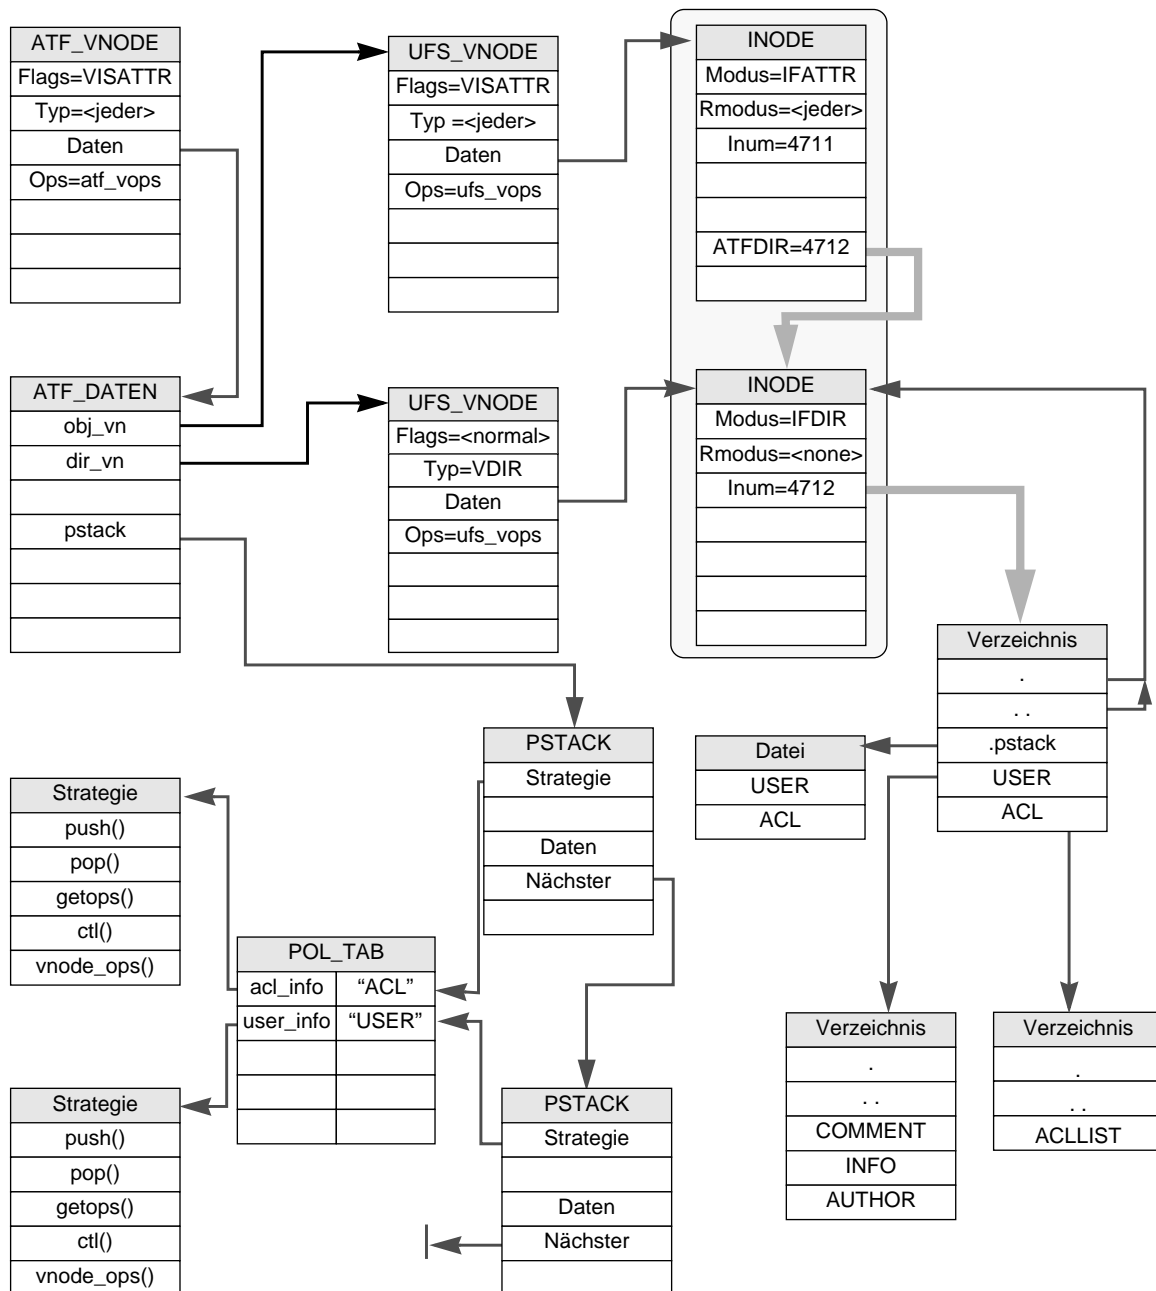 ATF_VNODE
Flags=VISATTR
Typ=<jeder>
Daten
Ops=atf_vops
UFS_VNODE
Flags=VISATTR
Typ =<jeder>
Daten
Ops=ufs_vops
INODE
Modus=IFATTR
Rmodus=<jeder>
Inum=4711
ATFDIR=4712
ATF_DATEN
obj_vn
dir_vn
pstack
UFS_VNODE
Flags=<normal>
Typ=VDIR
Daten
Ops=ufs_vops
INODE
Modus=IFDIR
Rmodus=<none>
Inum=4712
Verzeichnis
.
. .
.pstack
USER
ACL
Datei
USER
ACL
PSTACK
Strategie
Daten
Nächster
Strategie
push()
pop()
getops()
ctl()
vnode_ops()
POL_TAB
acl_info “ACL”
user_info “USER”
Strategie
push()
pop()
getops()
ctl()
vnode_ops()
PSTACK
Strategie
Daten
Nächster
Verzeichnis
.
. .
COMMENT
INFO
AUTHOR
Verzeichnis
.
. .
ACLLIST